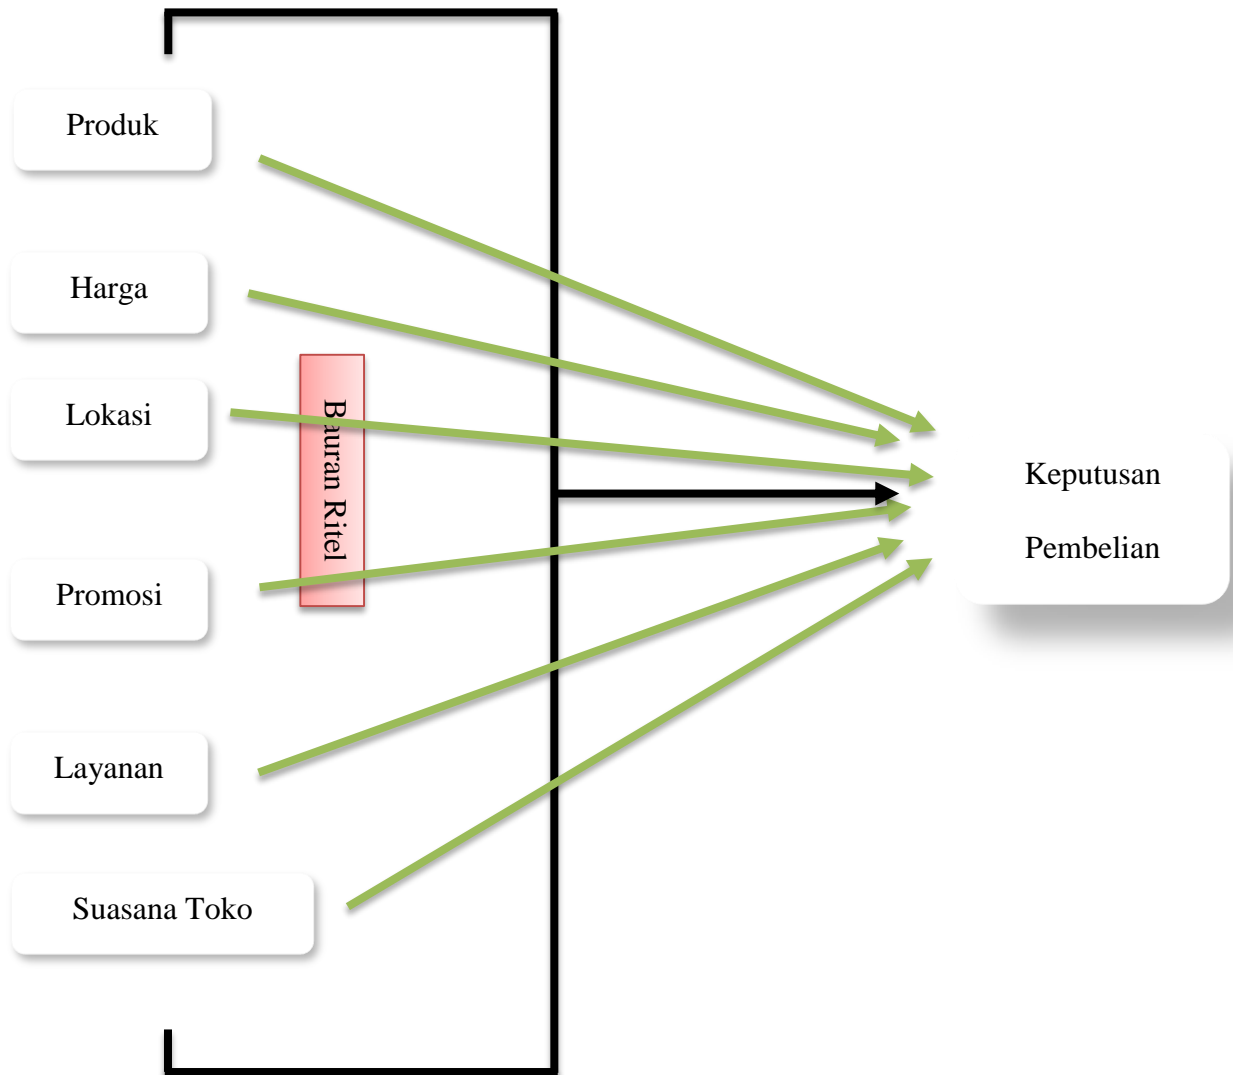 Produk
Harga
Lokasi
Bauran Ritel
Promosi
Layanan
Suasana Toko
Keputusan
Pembelian